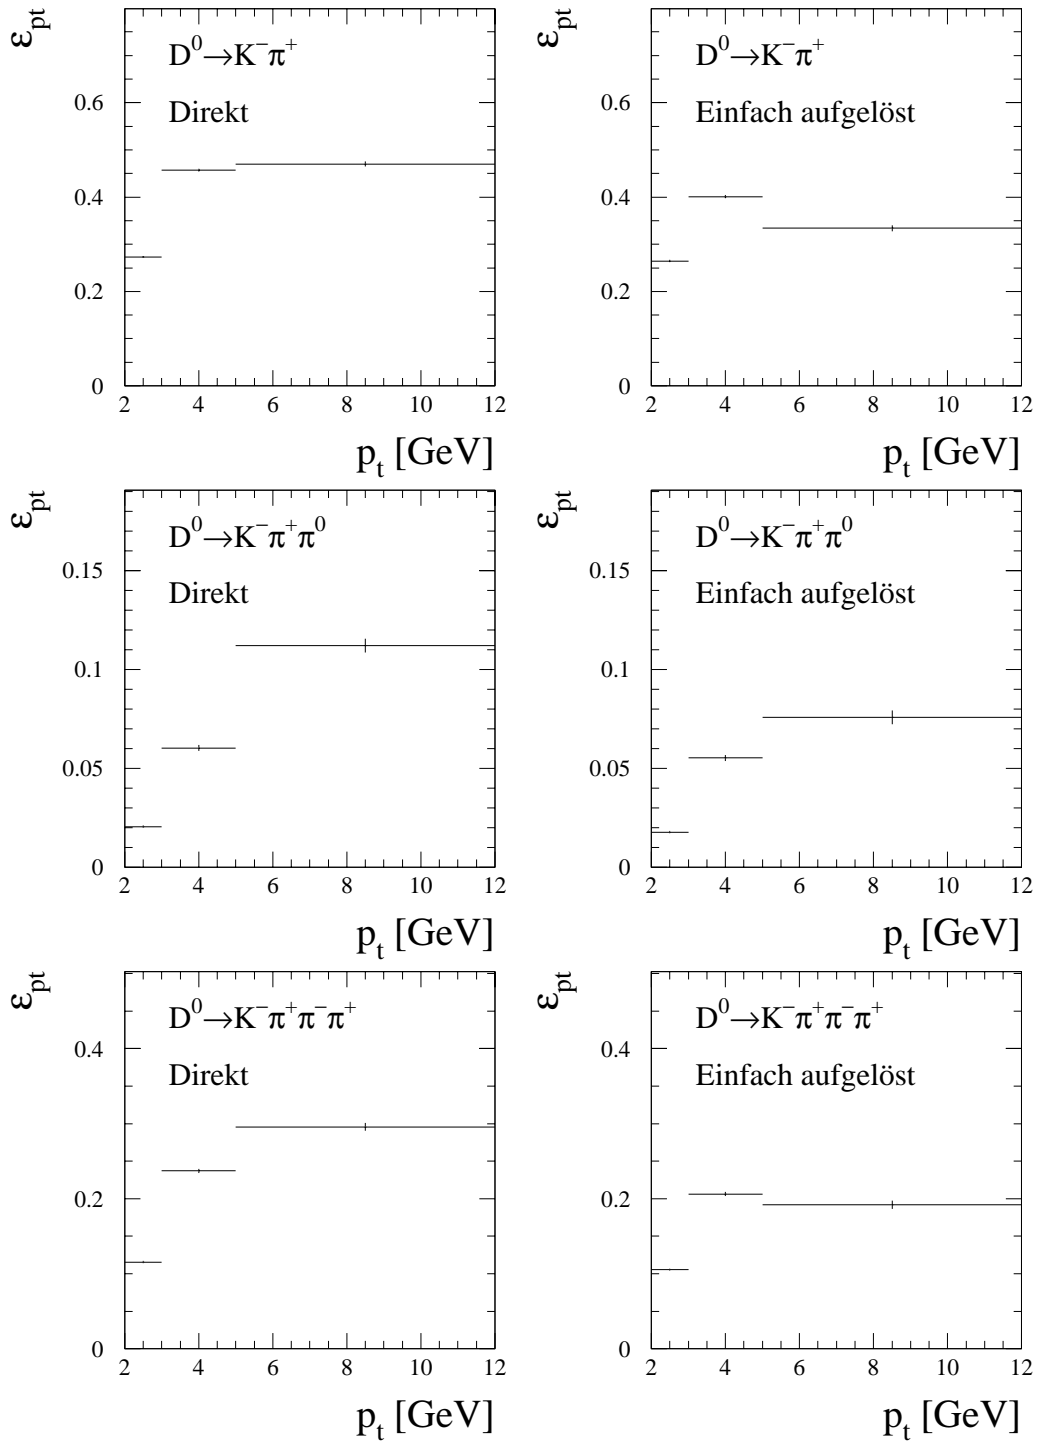 ε_pt
D⁰→K⁻π⁺
Direkt
0.6
0.4
0.2
0
2 4 6 8 10 12
p_t [GeV]
ε_pt
D⁰→K⁻π⁺
Einfach aufgelöst
0.6
0.4
0.2
0
2 4 6 8 10 12
p_t [GeV]
ε_pt
D⁰→K⁻π⁺π⁰
Direkt
0.15
0.1
0.05
0
2 4 6 8 10 12
p_t [GeV]
ε_pt
D⁰→K⁻π⁺π⁰
Einfach aufgelöst
0.15
0.1
0.05
0
2 4 6 8 10 12
p_t [GeV]
ε_pt
D⁰→K⁻π⁺π⁻π⁺
Direkt
0.4
0.2
0
2 4 6 8 10 12
p_t [GeV]
ε_pt
D⁰→K⁻π⁺π⁻π⁺
Einfach aufgelöst
0.4
0.2
0
2 4 6 8 10 12
p_t [GeV]